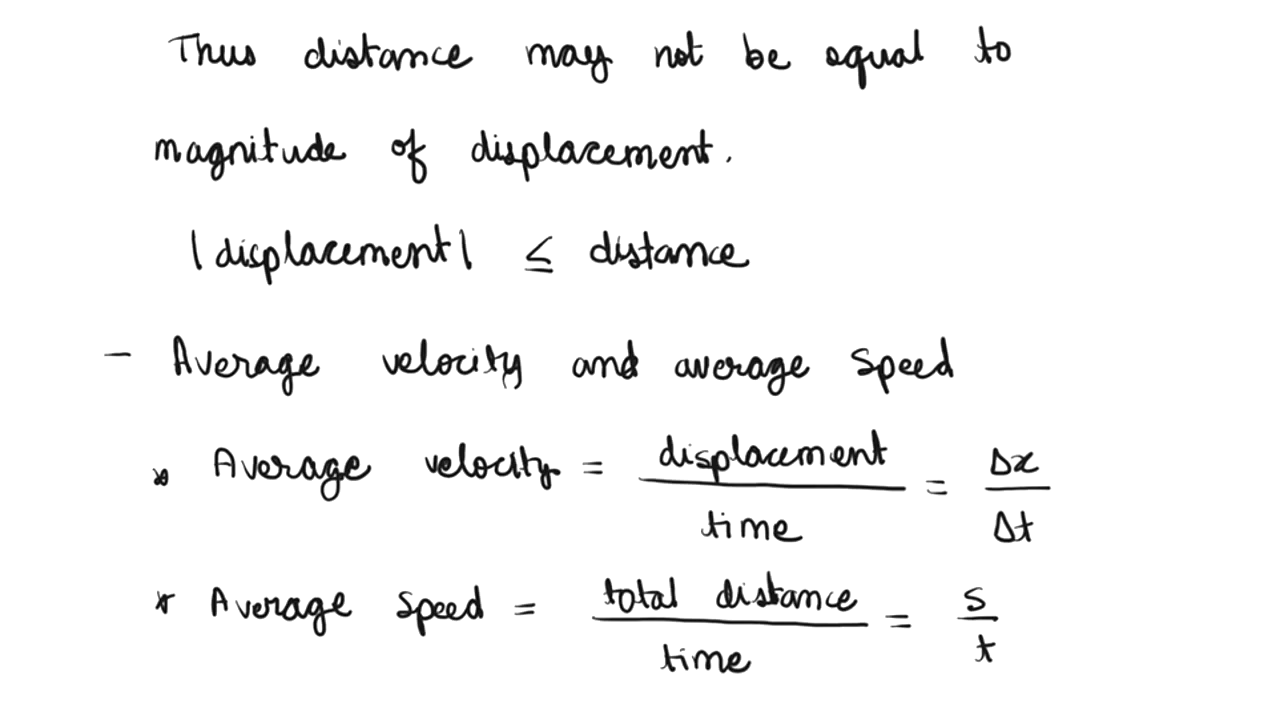 Thus distance may not be equal to
magnitude of displacement.
|displacement| ≤ distance
- Average velocity and average speed
* Average velocity = displacement/time = Δx/Δt
* Average speed = total distance/time = s/t